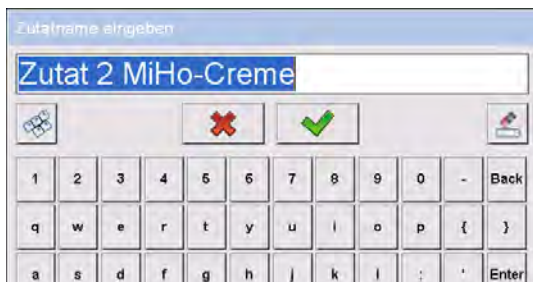 Zutatname eingeben
Zutat 2 MiHo-Creme
1 2 3 4 5 6 7 8 9 0 - Back
q w e r t y u i o p { }
a s d f g h j k l ; ' Enter